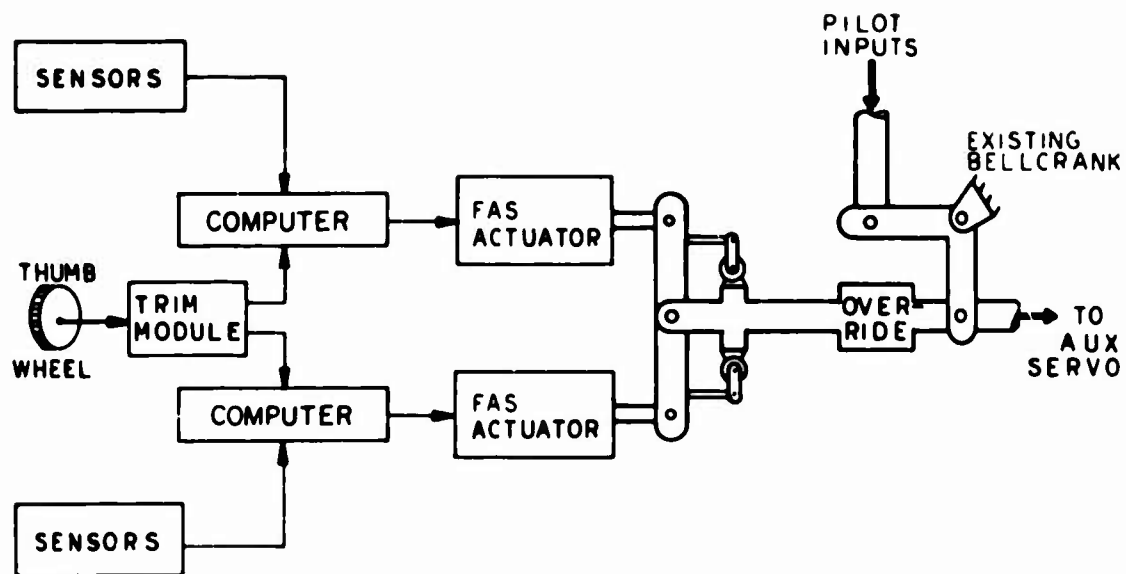 PILOT
INPUTS
SENSORS
EXISTING
BELLCRANK
COMPUTER
FAS
ACTUATOR
THUMB
WHEEL
TRIM
MODULE
OVER
RIDE
TO
AUX
SERVO
COMPUTER
FAS
ACTUATOR
SENSORS